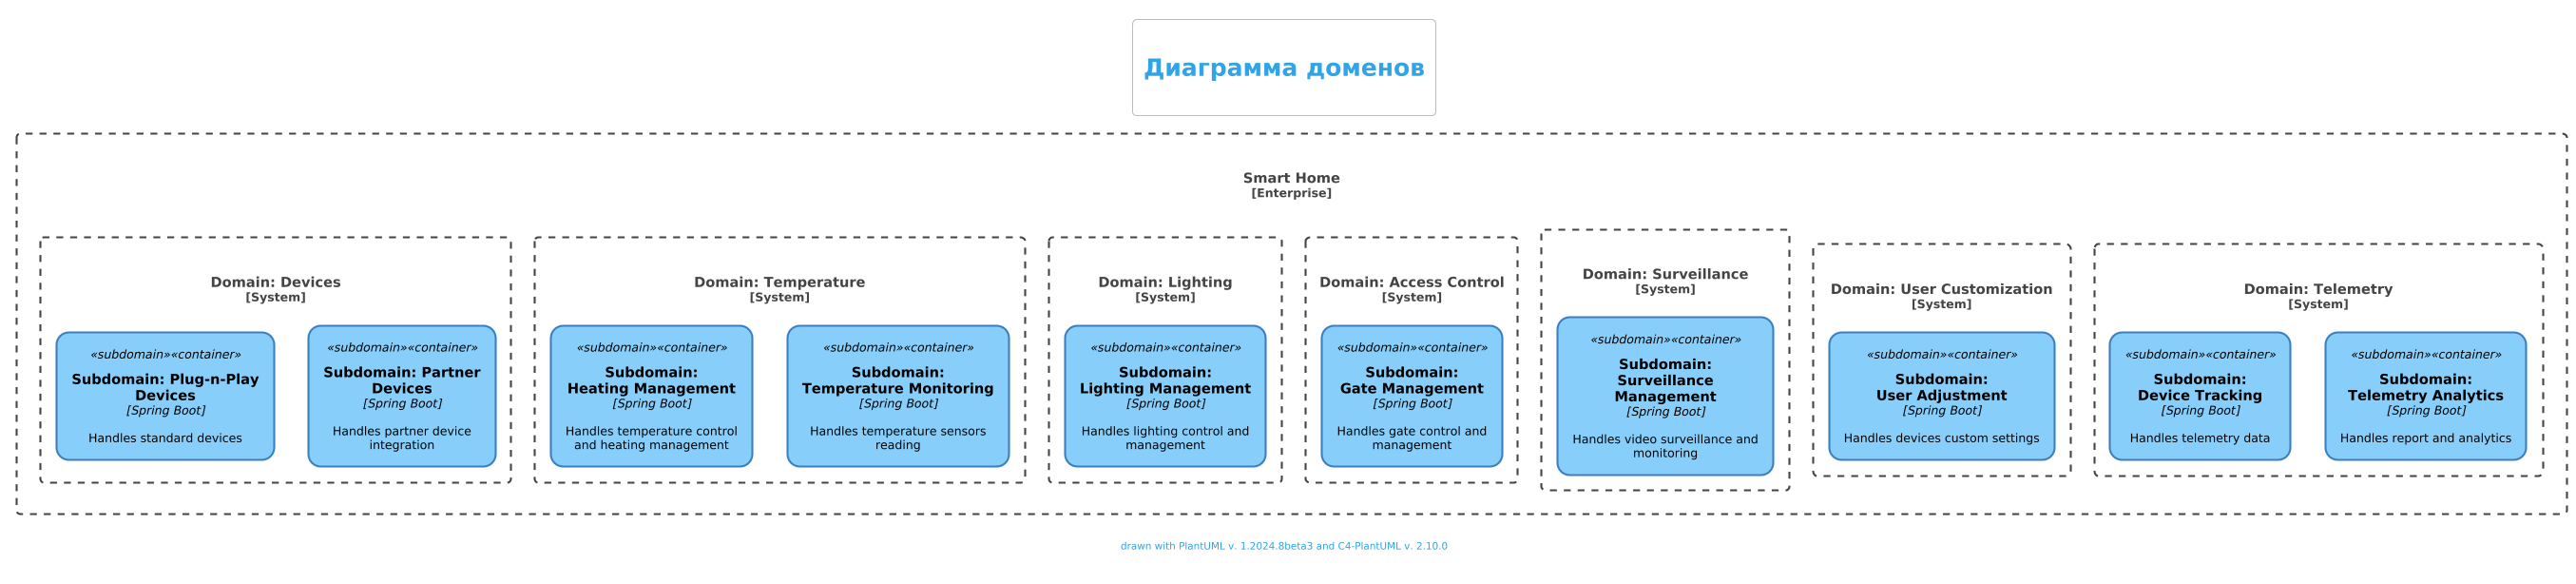 Диаграмма доменов
Smart Home
[Enterprise]
Domain: Devices
[System]
«subdomain»«container»
Subdomain: Plug-n-Play
Devices
[Spring Boot]
Handles standard devices
«subdomain»«container»
Subdomain: Partner
Devices
[Spring Boot]
Handles partner device
integration
Domain: Temperature
[System]
«subdomain»«container»
Subdomain:
Heating Management
[Spring Boot]
Handles temperature control
and heating management
«subdomain»«container»
Subdomain:
Temperature Monitoring
[Spring Boot]
Handles temperature sensors
reading
Domain: Lighting
[System]
«subdomain»«container»
Subdomain:
Lighting Management
[Spring Boot]
Handles lighting control and
management
Domain: Access Control
[System]
«subdomain»«container»
Subdomain:
Gate Management
[Spring Boot]
Handles gate control and
management
Domain: Surveillance
[System]
«subdomain»«container»
Subdomain:
Surveillance
Management
[Spring Boot]
Handles video surveillance and
monitoring
Domain: User Customization
[System]
«subdomain»«container»
Subdomain:
User Adjustment
[Spring Boot]
Handles devices custom settings
Domain: Telemetry
[System]
«subdomain»«container»
Subdomain:
Device Tracking
[Spring Boot]
Handles telemetry data
«subdomain»«container»
Subdomain:
Telemetry Analytics
[Spring Boot]
Handles report and analytics
drawn with PlantUML v. 1.2024.8beta3 and C4-PlantUML v. 2.10.0